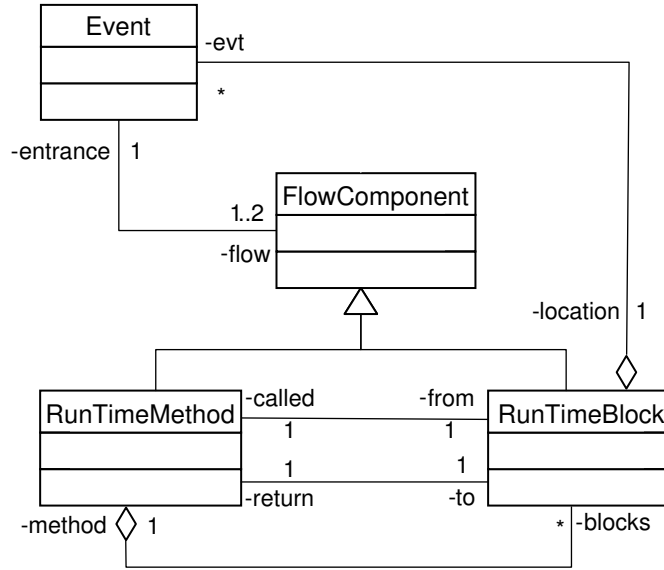 Event
-evt
*
-entrance 1
FlowComponent
1..2
-flow
-location 1
RunTimeMethod
-called
-from
RunTimeBlock
1
1
1
1
-return
-to
-method 1
* -blocks